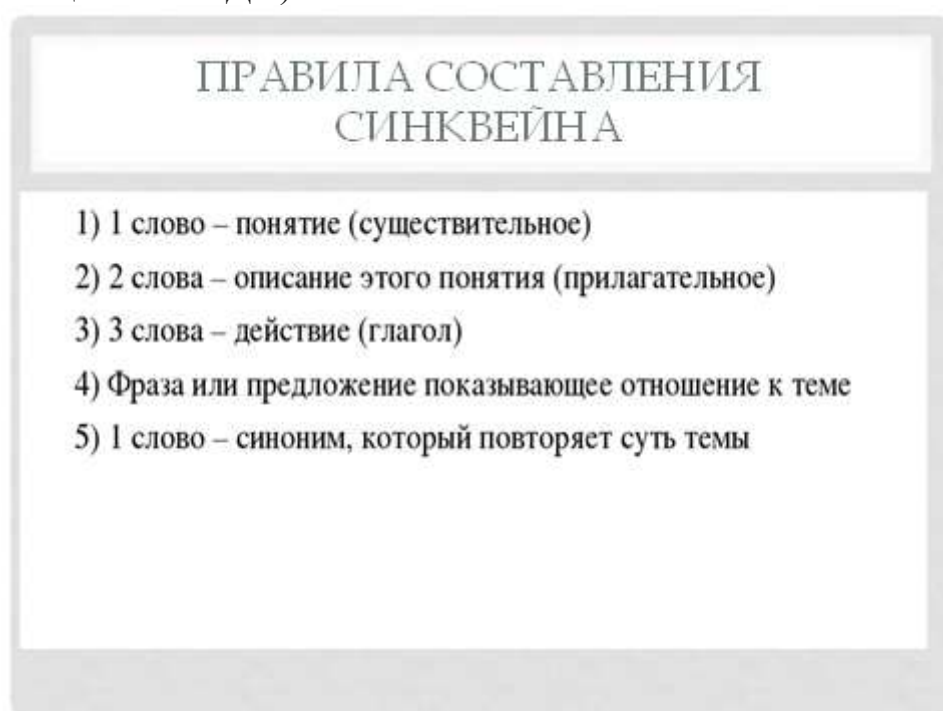 ПРАВИЛА СОСТАВЛЕНИЯ
СИНКВЕЙНА
1) 1 слово – понятие (существительное)
2) 2 слова – описание этого понятия (прилагательное)
3) 3 слова – действие (глагол)
4) Фраза или предложение показывающее отношение к теме
5) 1 слово – синоним, который повторяет суть темы